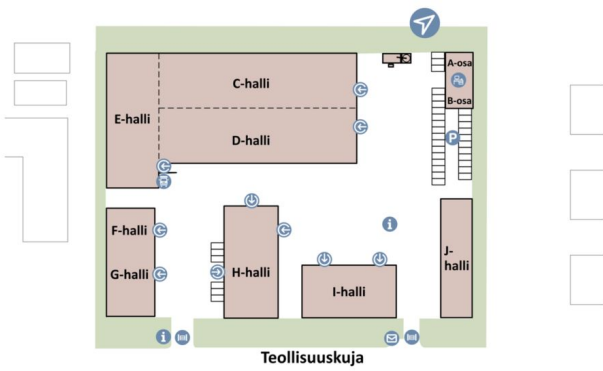 A-osa
C-halli
B-osa
E-halli
D-halli
P
F-halli
i
J-
halli
G-halli
H-halli
I-halli
i
Teollisuuskuja